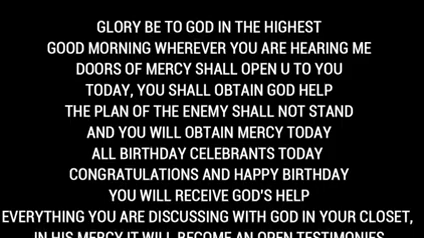 GLORY BE TO GOD IN THE HIGHEST
GOOD MORNING WHEREVER YOU ARE HEARING ME
DOORS OF MERCY SHALL OPEN U TO YOU
TODAY, YOU SHALL OBTAIN GOD HELP
THE PLAN OF THE ENEMY SHALL NOT STAND
AND YOU WILL OBTAIN MERCY TODAY
ALL BIRTHDAY CELEBRANTS TODAY
CONGRATULATIONS AND HAPPY BIRTHDAY
YOU WILL RECEIVE GOD'S HELP
EVERYTHING YOU ARE DISCUSSING WITH GOD IN YOUR CLOSET,
IN HIS MERCY IT WILL BECOME AN OPEN TESTIMONIES